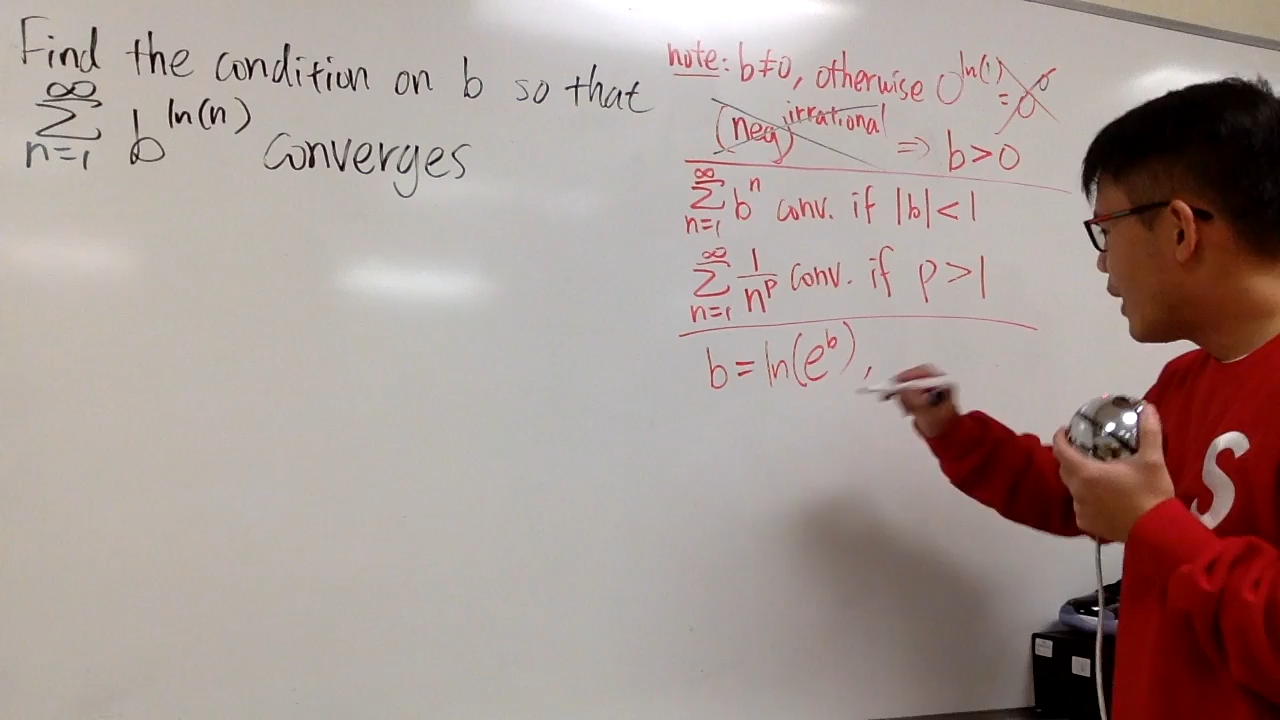 Find the condition on b so that
∞
Σ b^ln(n) converges
n=1
note: b≠0, otherwise 0^ln(1) = 0^0
(neg)^irrational ⇒ b>0
∞
Σ b^n conv. if |b|<1
n=1
∞
Σ 1/n^p conv. if p>1
n=1
b=ln(e^b),
S